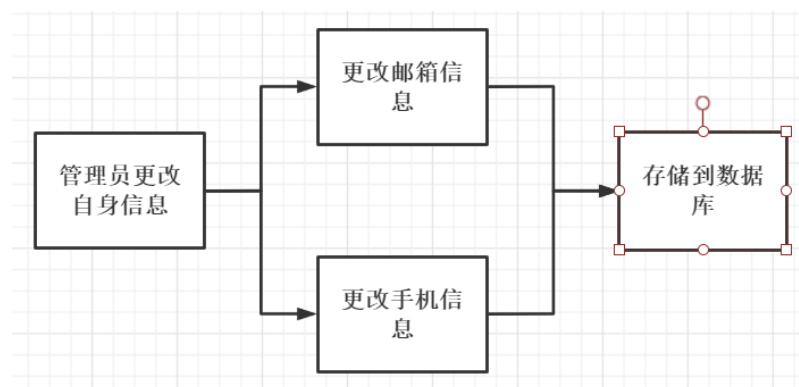 更改邮箱信
息
管理员更改
自身信息
存储到数据
库
更改手机信
息